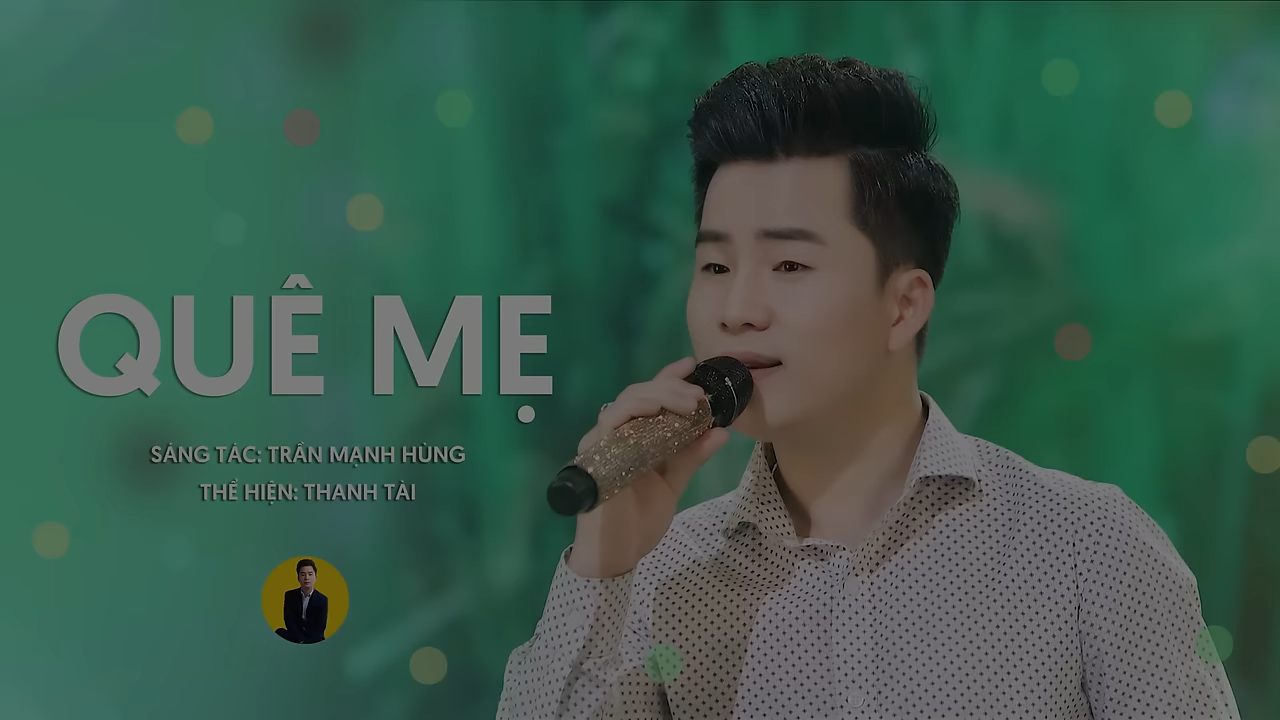 QUÊ MẸ
SÁNG TÁC: TRẦN MẠNH HÙNG
THỂ HIỆN: THANH TÀI